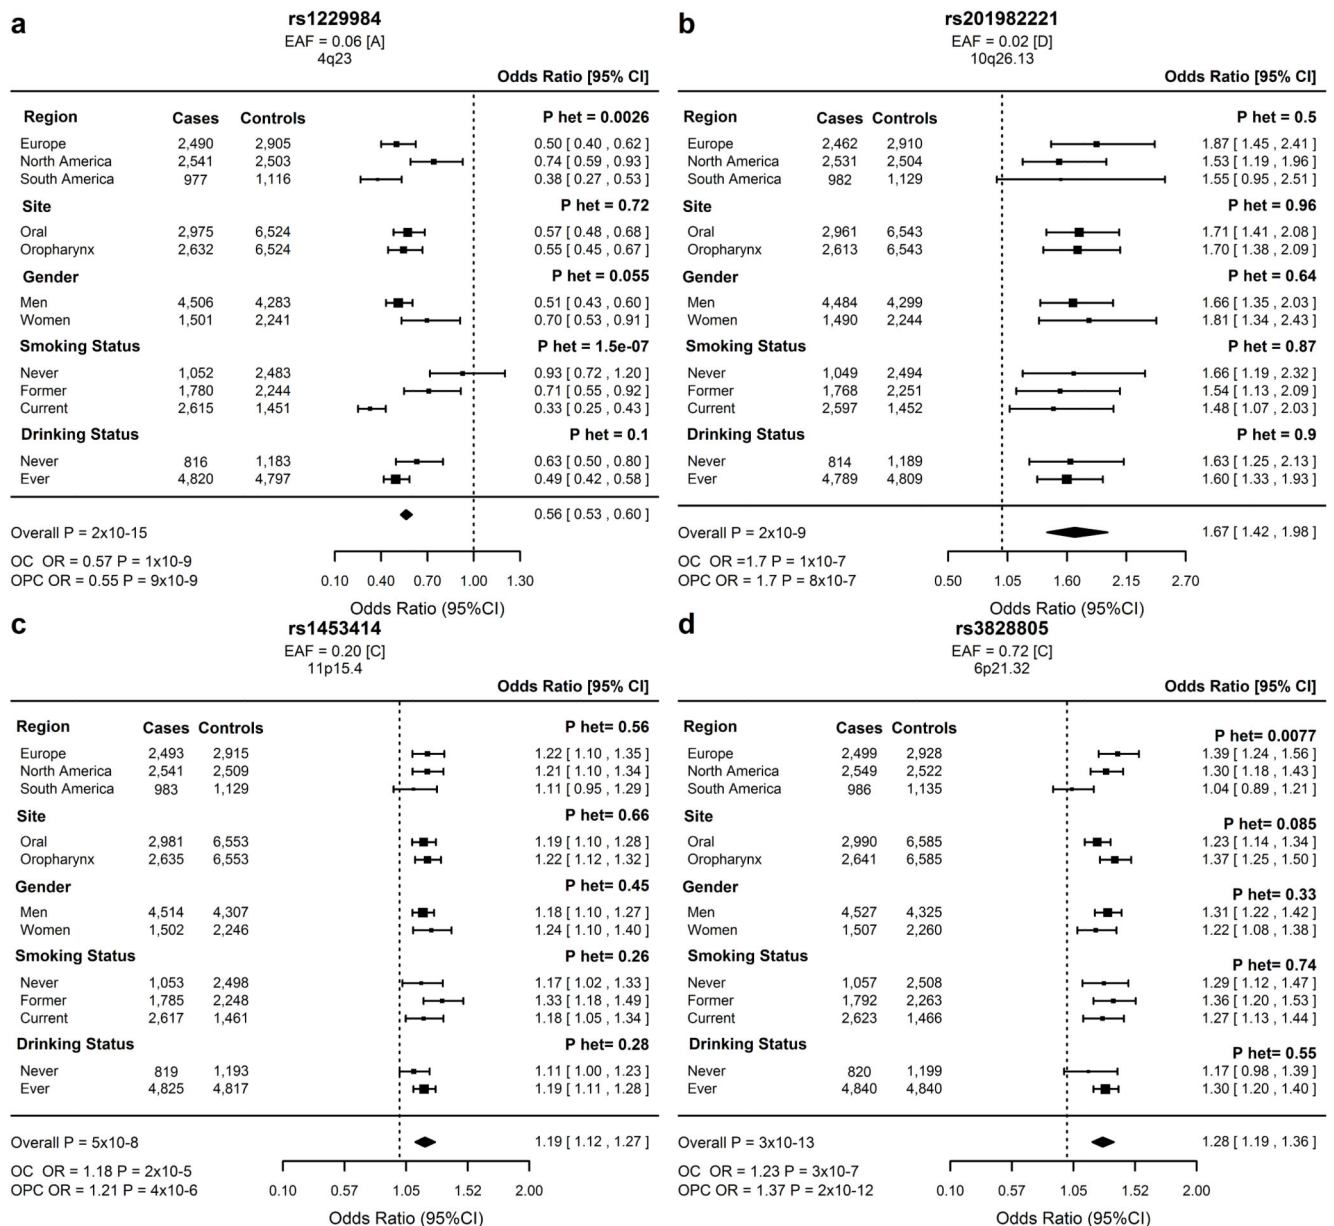 a
rs1229984
EAF = 0.06 [A]
4q23
Odds Ratio [95% CI]
Region Cases Controls P het = 0.0026
Europe 2,490 2,905 0.50 [ 0.40 , 0.62 ]
North America 2,541 2,503 0.74 [ 0.59 , 0.93 ]
South America 977 1,116 0.38 [ 0.27 , 0.53 ]
Site P het = 0.72
Oral 2,975 6,524 0.57 [ 0.48 , 0.68 ]
Oropharynx 2,632 6,524 0.55 [ 0.45 , 0.67 ]
Gender P het = 0.055
Men 4,506 4,283 0.51 [ 0.43 , 0.60 ]
Women 1,501 2,241 0.70 [ 0.53 , 0.91 ]
Smoking Status P het = 1.5e-07
Never 1,052 2,483 0.93 [ 0.72 , 1.20 ]
Former 1,780 2,244 0.71 [ 0.55 , 0.92 ]
Current 2,615 1,451 0.33 [ 0.25 , 0.43 ]
Drinking Status P het = 0.1
Never 816 1,183 0.63 [ 0.50 , 0.80 ]
Ever 4,820 4,797 0.49 [ 0.42 , 0.58 ]
0.56 [ 0.53 , 0.60 ]
Overall P = 2x10-15
OC OR = 0.57 P = 1x10-9
OPC OR = 0.55 P = 9x10-9
0.10 0.40 0.70 1.00 1.30
Odds Ratio (95%CI)
b
rs201982221
EAF = 0.02 [D]
10q26.13
Odds Ratio [95% CI]
Region Cases Controls P het = 0.5
Europe 2,462 2,910 1.87 [ 1.45 , 2.41 ]
North America 2,531 2,504 1.53 [ 1.19 , 1.96 ]
South America 982 1,129 1.55 [ 0.95 , 2.51 ]
Site P het = 0.96
Oral 2,961 6,543 1.71 [ 1.41 , 2.08 ]
Oropharynx 2,613 6,543 1.70 [ 1.38 , 2.09 ]
Gender P het = 0.64
Men 4,484 4,299 1.66 [ 1.35 , 2.03 ]
Women 1,490 2,244 1.81 [ 1.34 , 2.43 ]
Smoking Status P het = 0.87
Never 1,049 2,494 1.66 [ 1.19 , 2.32 ]
Former 1,768 2,251 1.54 [ 1.13 , 2.09 ]
Current 2,597 1,452 1.48 [ 1.07 , 2.03 ]
Drinking Status P het = 0.9
Never 814 1,189 1.63 [ 1.25 , 2.13 ]
Ever 4,789 4,809 1.60 [ 1.33 , 1.93 ]
Overall P = 2x10-9 1.67 [ 1.42 , 1.98 ]
OC OR =1.7 P = 1x10-7
OPC OR = 1.7 P = 8x10-7
0.50 1.05 1.60 2.15 2.70
Odds Ratio (95%CI)
c
rs1453414
EAF = 0.20 [C]
11p15.4
Odds Ratio [95% CI]
Region Cases Controls P het= 0.56
Europe 2,493 2,915 1.22 [ 1.10 , 1.35 ]
North America 2,541 2,509 1.21 [ 1.10 , 1.34 ]
South America 983 1,129 1.11 [ 0.95 , 1.29 ]
Site P het= 0.66
Oral 2,981 6,553 1.19 [ 1.10 , 1.28 ]
Oropharynx 2,635 6,553 1.22 [ 1.12 , 1.32 ]
Gender P het= 0.45
Men 4,514 4,307 1.18 [ 1.10 , 1.27 ]
Women 1,502 2,246 1.24 [ 1.10 , 1.40 ]
Smoking Status P het= 0.26
Never 1,053 2,498 1.17 [ 1.02 , 1.33 ]
Former 1,785 2,248 1.33 [ 1.18 , 1.49 ]
Current 2,617 1,461 1.18 [ 1.05 , 1.34 ]
Drinking Status P het= 0.28
Never 819 1,193 1.11 [ 1.00 , 1.23 ]
Ever 4,825 4,817 1.19 [ 1.11 , 1.28 ]
Overall P = 5x10-8 1.19 [ 1.12 , 1.27 ]
OC OR = 1.18 P = 2x10-5
OPC OR = 1.21 P = 4x10-6
0.10 0.57 1.05 1.52 2.00
Odds Ratio (95%CI)
d
rs3828805
EAF = 0.72 [C]
6p21.32
Odds Ratio [95% CI]
Region Cases Controls P het= 0.0077
Europe 2,499 2,928 1.39 [ 1.24 , 1.56 ]
North America 2,549 2,522 1.30 [ 1.18 , 1.43 ]
South America 986 1,135 1.04 [ 0.89 , 1.21 ]
Site P het= 0.085
Oral 2,990 6,585 1.23 [ 1.14 , 1.34 ]
Oropharynx 2,641 6,585 1.37 [ 1.25 , 1.50 ]
Gender P het= 0.33
Men 4,527 4,325 1.31 [ 1.22 , 1.42 ]
Women 1,507 2,260 1.22 [ 1.08 , 1.38 ]
Smoking Status P het= 0.74
Never 1,057 2,508 1.29 [ 1.12 , 1.47 ]
Former 1,792 2,263 1.36 [ 1.20 , 1.53 ]
Current 2,623 1,466 1.27 [ 1.13 , 1.44 ]
Drinking Status P het= 0.55
Never 820 1,199 1.17 [ 0.98 , 1.39 ]
Ever 4,840 4,840 1.30 [ 1.20 , 1.40 ]
Overall P = 3x10-13 1.28 [ 1.19 , 1.36 ]
OC OR = 1.23 P = 3x10-7
OPC OR = 1.37 P = 2x10-12
0.10 0.57 1.05 1.52 2.00
Odds Ratio (95%CI)